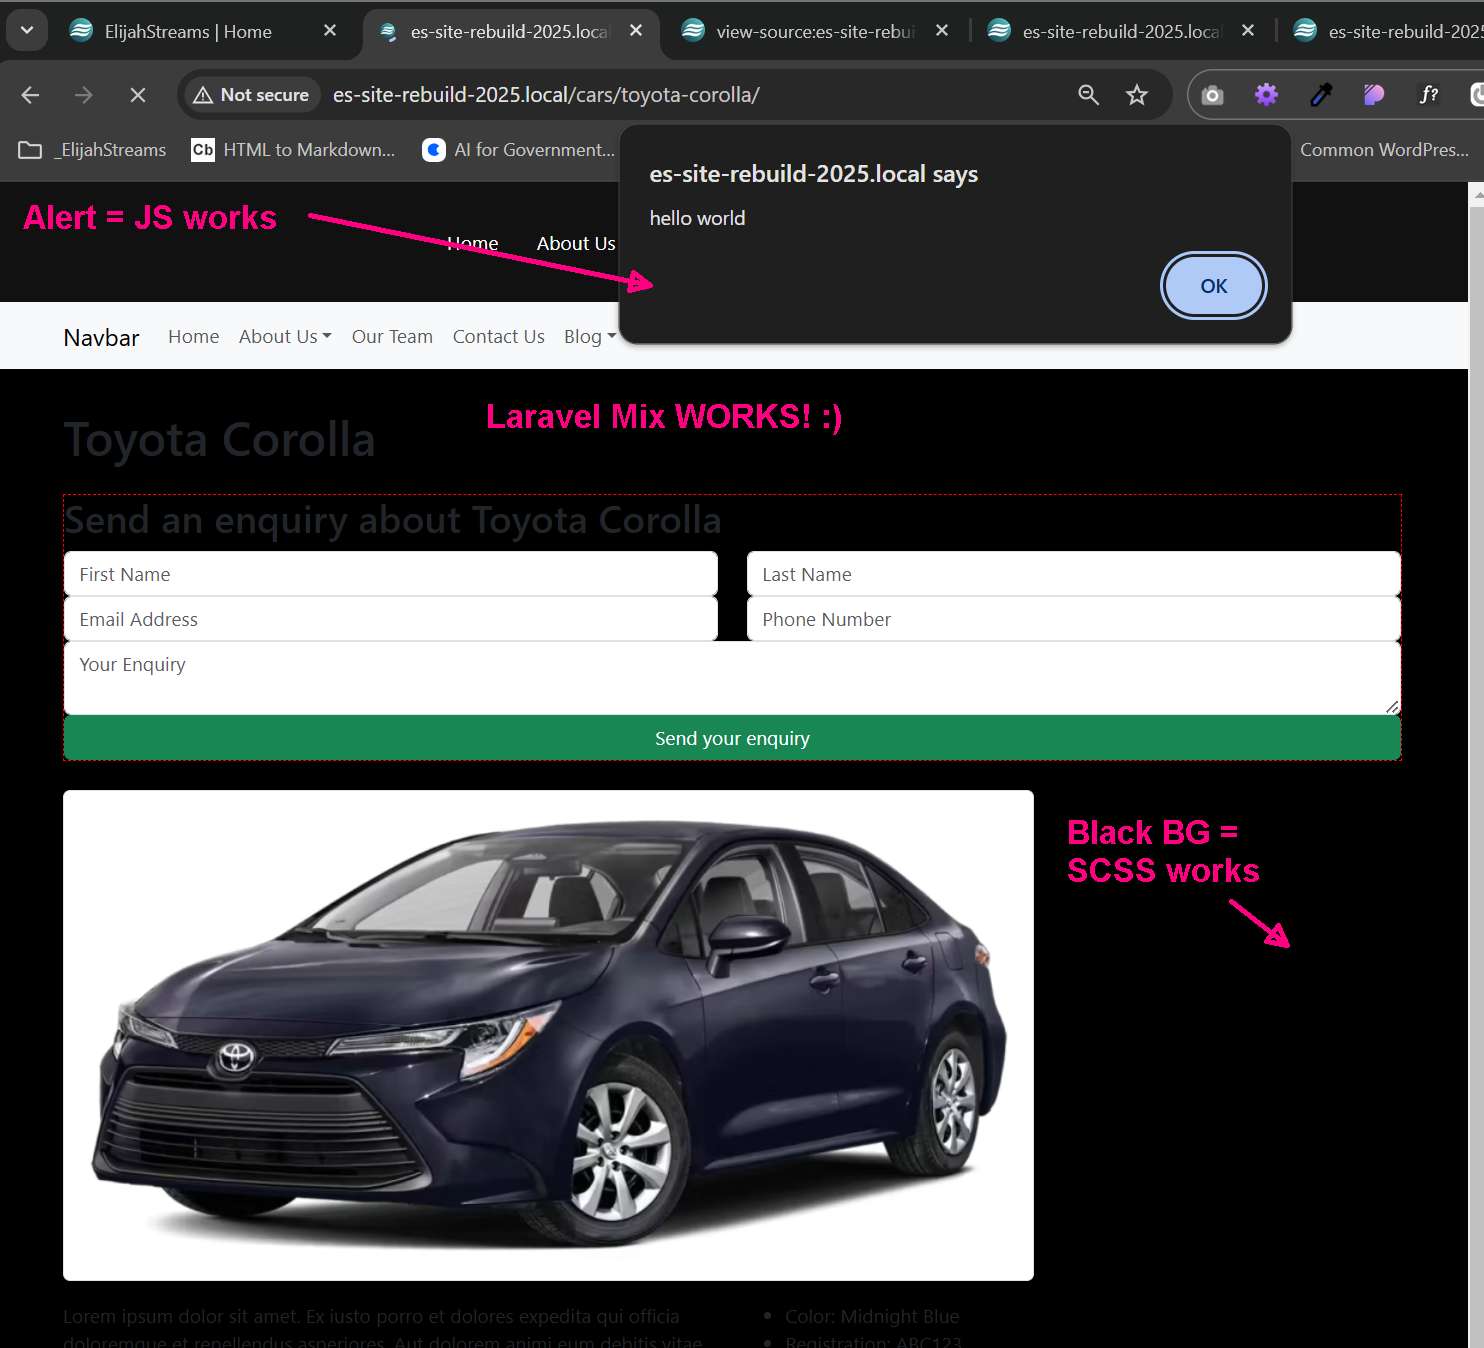 ElijahStreams | Home
es-site-rebuild-2025.loca
view-source:es-site-rebui
es-site-rebuild-2025.local
es-site-rebuild-2025
Not secure
es-site-rebuild-2025.local/cars/toyota-corolla/
f?
_ElijahStreams
Cb HTML to Markdown...
AI for Government...
Common WordPres...
es-site-rebuild-2025.local says
hello world
OK
Alert = JS works
Home
About Us
Navbar
Home
About Us
Our Team
Contact Us
Blog
Laravel Mix WORKS! :)
Toyota Corolla
Send an enquiry about Toyota Corolla
First Name
Last Name
Email Address
Phone Number
Your Enquiry
Send your enquiry
Black BG =
SCSS works
Lorem ipsum dolor sit amet. Ex iusto porro et dolores expedita qui officia
doloremque et repellendus asperiores. Aut dolorem animi eum debitis vitae
Color: Midnight Blue
Registration: ABC123